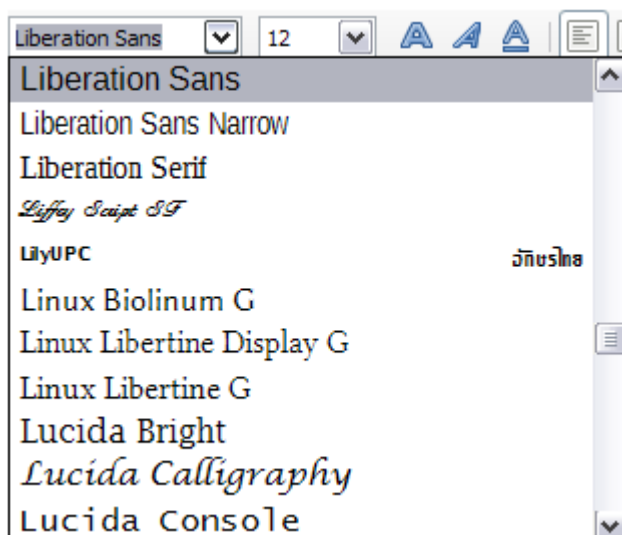 Liberation Sans 12
Liberation Sans
Liberation Sans Narrow
Liberation Serif
Liffey Script SF
LilyUPC อักษรไทย
Linux Biolinum G
Linux Libertine Display G
Linux Libertine G
Lucida Bright
Lucida Calligraphy
Lucida Console